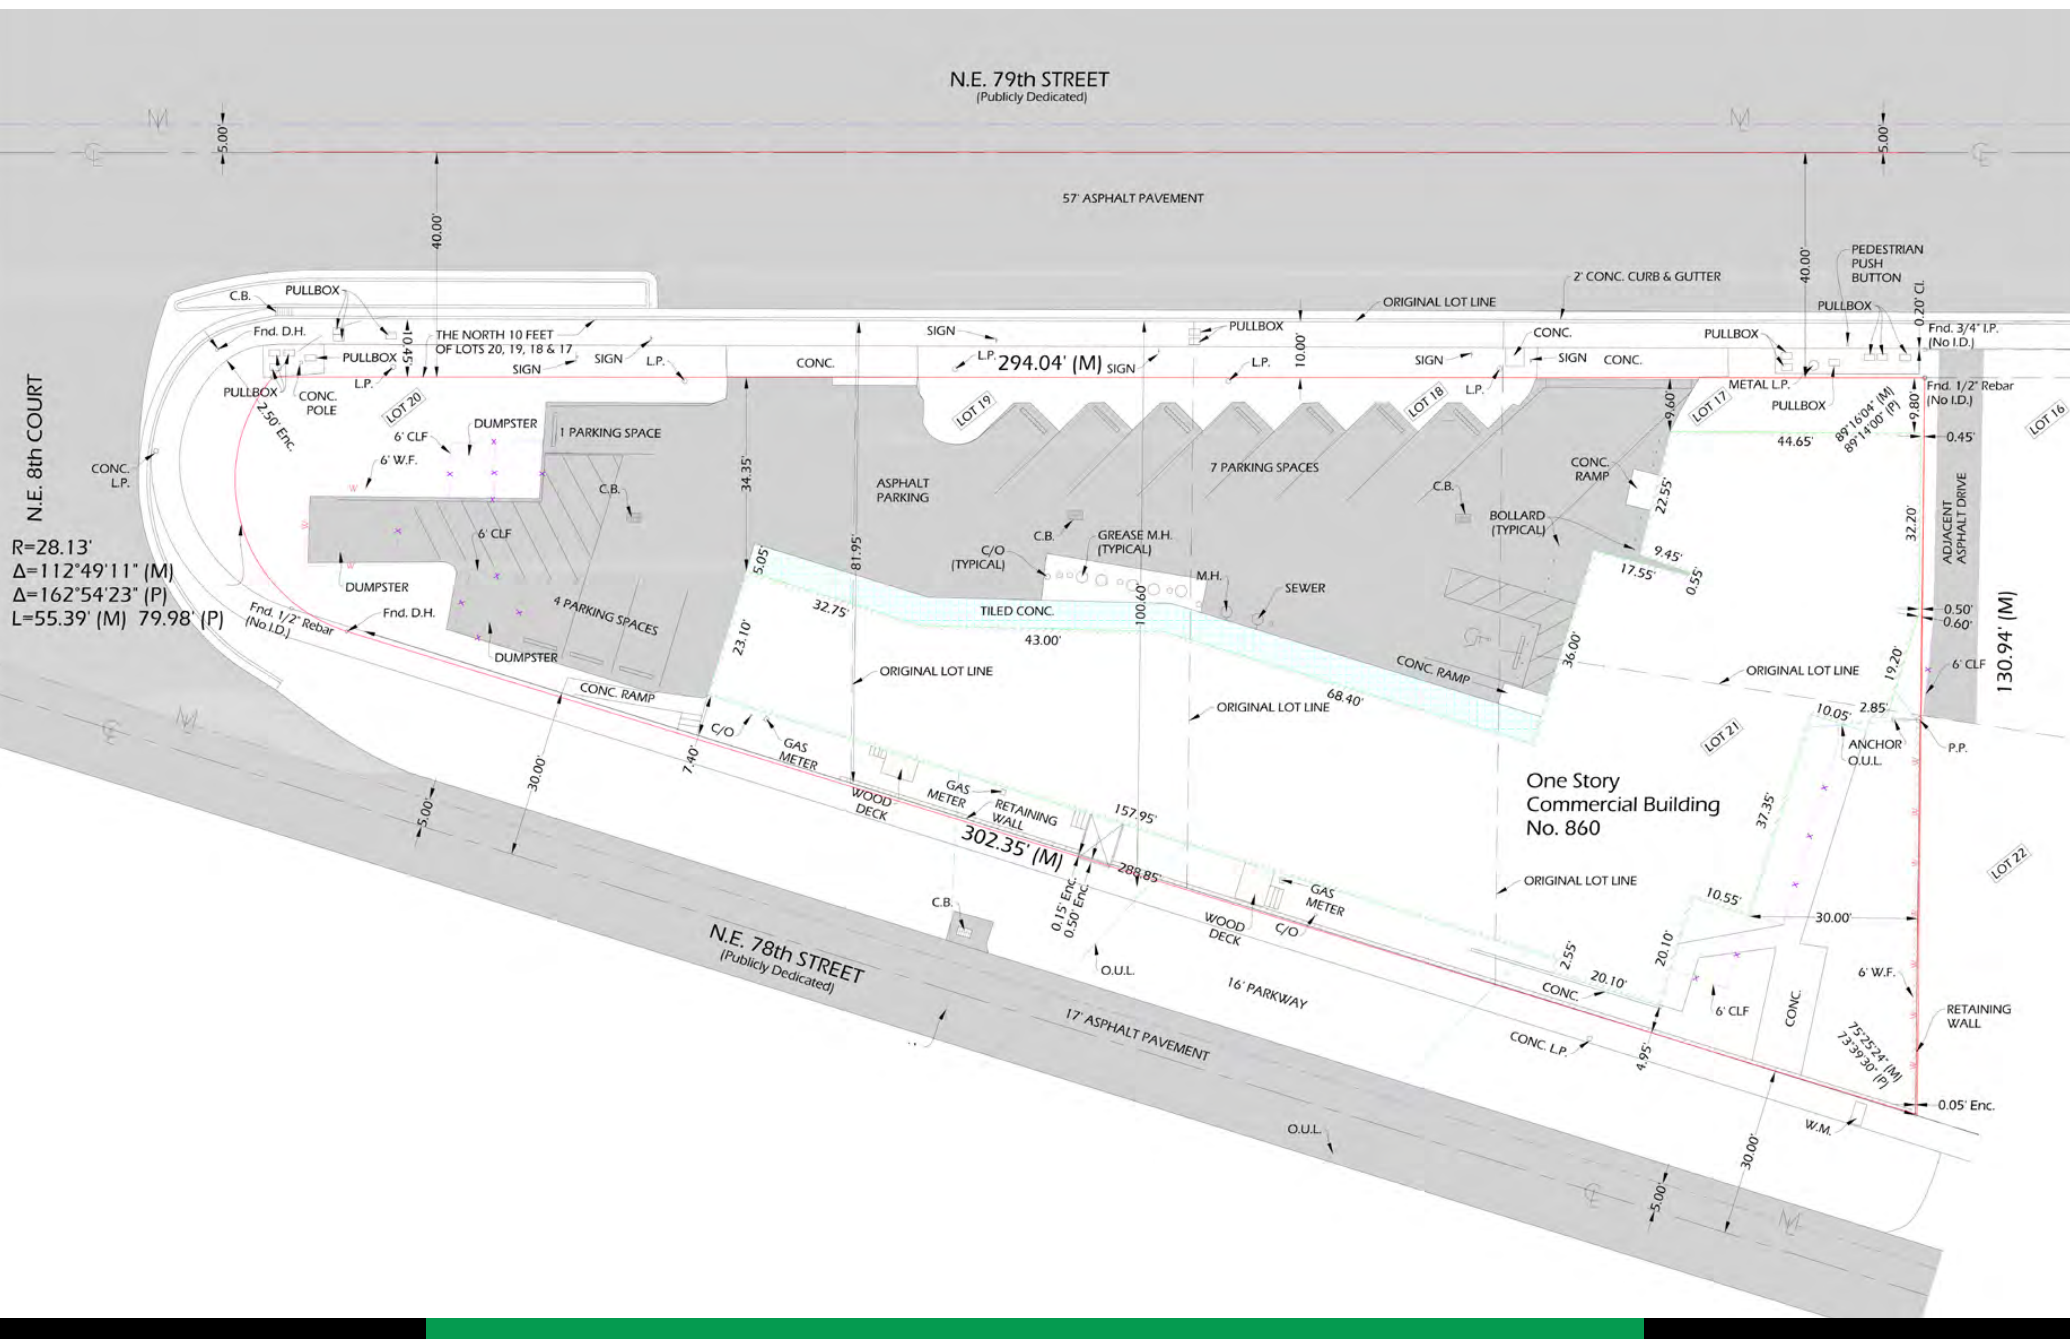 N.E. 79th STREET
(Publicly Dedicated)
5.00'
5.00'
57' ASPHALT PAVEMENT
40.00'
40.00'
PEDESTRIAN
PUSH
BUTTON
2' CONC. CURB & GUTTER
C.B.
PULLBOX
ORIGINAL LOT LINE
PULLBOX
0.20' Cl.
Fnd. D.H.
10.45'
THE NORTH 10 FEET
OF LOTS 20, 19, 18 & 17
SIGN
PULLBOX
10.00'
CONC.
PULLBOX
Fnd. 3/4" I.P.
(No I.D.)
PULLBOX
SIGN
SIGN
L.P.
CONC.
L.P.
294.04' (M)
SIGN
L.P.
SIGN
SIGN
CONC.
L.P.
L.P.
METAL L.P.
PULLBOX
Fnd. 1/2" Rebar
(No I.D.)
PULLBOX
CONC.
POLE
2.50' Enc.
LOT 20
LOT 19
LOT 18
LOT 17
LOT 16
9.60'
9.80'
89°16'04" (M)
89°14'00" (P)
44.65'
0.45'
N.E. 8th COURT
DUMPSTER
6' CLF
6' W.F.
1 PARKING SPACE
CONC.
L.P.
34.35'
ASPHALT
PARKING
7 PARKING SPACES
CONC.
RAMP
C.B.
C.B.
C.B.
22.55'
BOLLARD
(TYPICAL)
32.20'
ADJACENT
ASPHALT DRIVE
R=28.13'
Δ=112°49'11" (M)
Δ=162°54'23" (P)
L=55.39' (M) 79.98' (P)
6' CLF
DUMPSTER
5.05'
81.95'
C/O
(TYPICAL)
GREASE M.H.
(TYPICAL)
M.H.
SEWER
9.45'
17.55'
0.55'
Fnd. 1/2" Rebar
(No I.D.)
Fnd. D.H.
4 PARKING SPACES
32.75'
TILED CONC.
100.60'
0.50'
0.60'
130.94' (M)
23.10'
43.00'
36.00'
DUMPSTER
ORIGINAL LOT LINE
CONC. RAMP
ORIGINAL LOT LINE
19.20'
6' CLF
CONC. RAMP
68.40'
ORIGINAL LOT LINE
10.05'
2.85'
C/O
GAS
METER
7.40'
LOT 21
ANCHOR
O.U.L.
P.P.
30.00'
5.00'
WOOD
DECK
GAS
METER
RETAINING
WALL
157.95'
One Story
Commercial Building
No. 860
37.35'
302.35' (M)
288.85'
0.15' Enc.
0.50' Enc.
GAS
METER
ORIGINAL LOT LINE
LOT 22
10.55'
30.00'
C.B.
WOOD
DECK
C/O
N.E. 78th STREET
(Publicly Dedicated)
O.U.L.
2.55'
20.10'
20.10'
CONC.
6' W.F.
16' PARKWAY
6' CLF
CONC.
RETAINING
WALL
17' ASPHALT PAVEMENT
CONC. L.P.
4.95'
75°25'24" (M)
73°39'30" (P)
0.05' Enc.
O.U.L.
W.M.
30.00'
5.00'